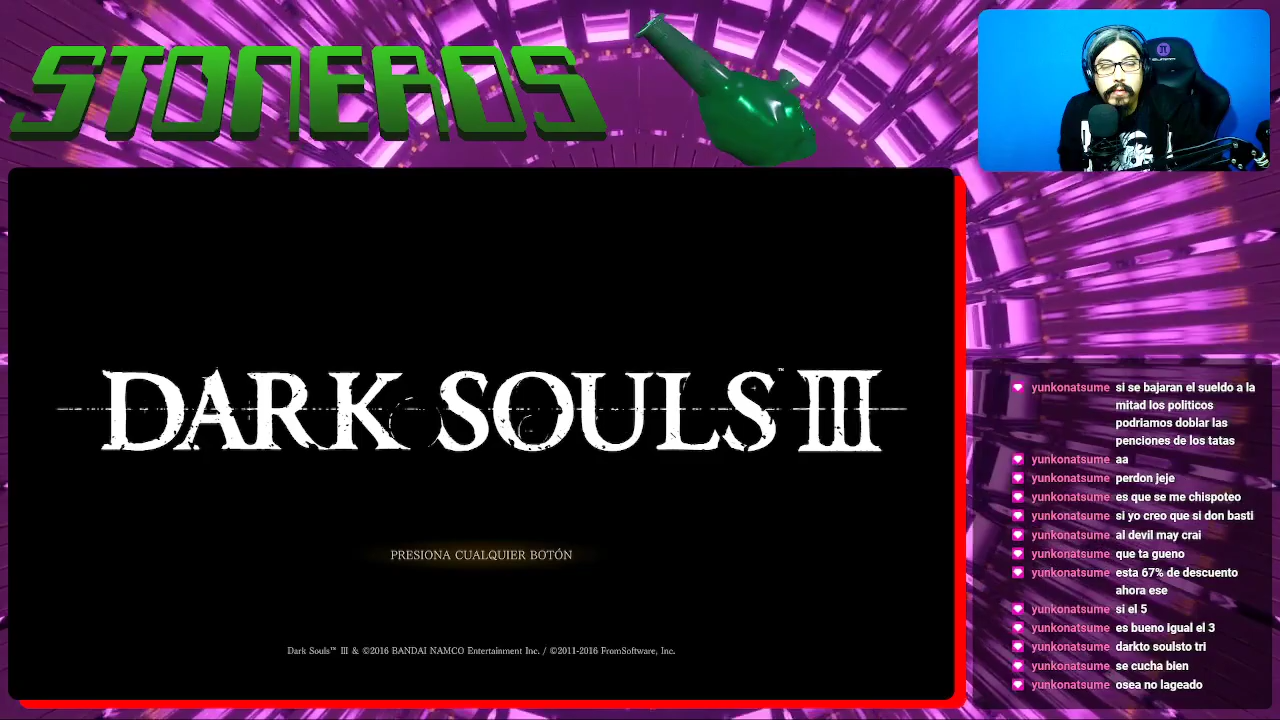 STONEROS
DARK SOULS™ III
PRESIONA CUALQUIER BOTÓN
Dark Souls™ III & ©2016 BANDAI NAMCO Entertainment Inc. / ©2011-2016 FromSoftware, Inc.
yunkonatsume si se bajaran el sueldo a la
mitad los politicos
podriamos doblar las
penciones de los tatas
yunkonatsume aa
yunkonatsume perdon jeje
yunkonatsume es que se me chispoteo
yunkonatsume si yo creo que si don basti
yunkonatsume al devil may crai
yunkonatsume que ta gueno
yunkonatsume esta 67% de descuento
ahora ese
yunkonatsume si el 5
yunkonatsume es bueno igual el 3
yunkonatsume darkto soulsto tri
yunkonatsume se cucha bien
yunkonatsume osea no lageado